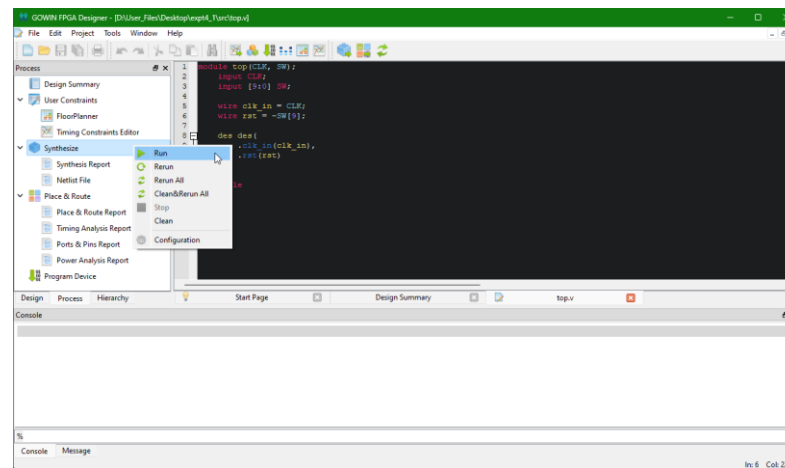 GOWIN FPGA Designer - [D:\User_Files\Desktop\expt4_1\src\top.v]
File Edit Project Tools Window Help
Process
Design Summary
User Constraints
FloorPlanner
Timing Constraints Editor
Synthesize
Synthesis Report
Netlist File
Place & Route
Place & Route Report
Timing Analysis Report
Ports & Pins Report
Power Analysis Report
Program Device
Run
Rerun
Rerun All
Clean&Rerun All
Stop
Clean
Configuration
1 module top(CLK, SW);
2 input CLK;
3 input [9:0] SW;
4
5 wire clk_in = CLK;
6 wire rst = ~SW[9];
7
8 des des(
.clk_in(clk_in),
.rst(rst)
le
Design Process Hierarchy
Start Page Design Summary top.v
Console
%
Console Message
In: 6 Col: 2